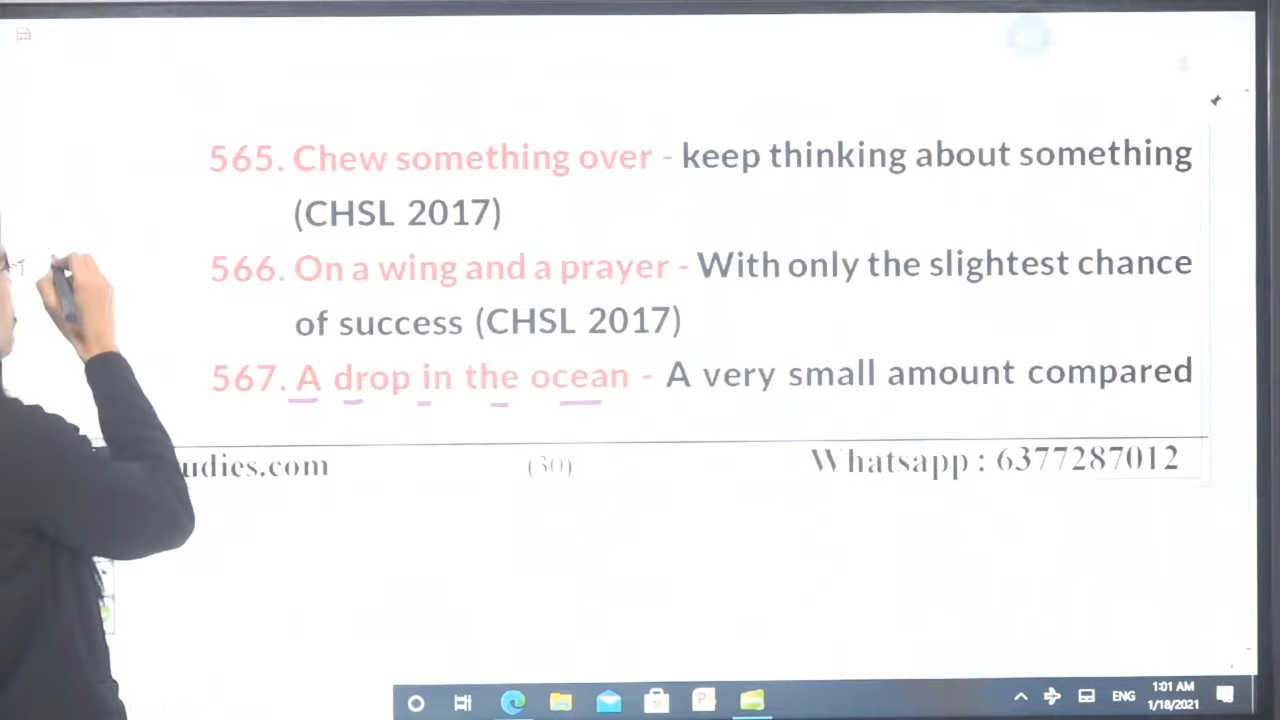 565. Chew something over - keep thinking about something
(CHSL 2017)
566. On a wing and a prayer - With only the slightest chance
of success (CHSL 2017)
567. A drop in the ocean - A very small amount compared
udies.com (30) Whatsapp : 6377287012
ENG 1:01 AM
1/18/2021